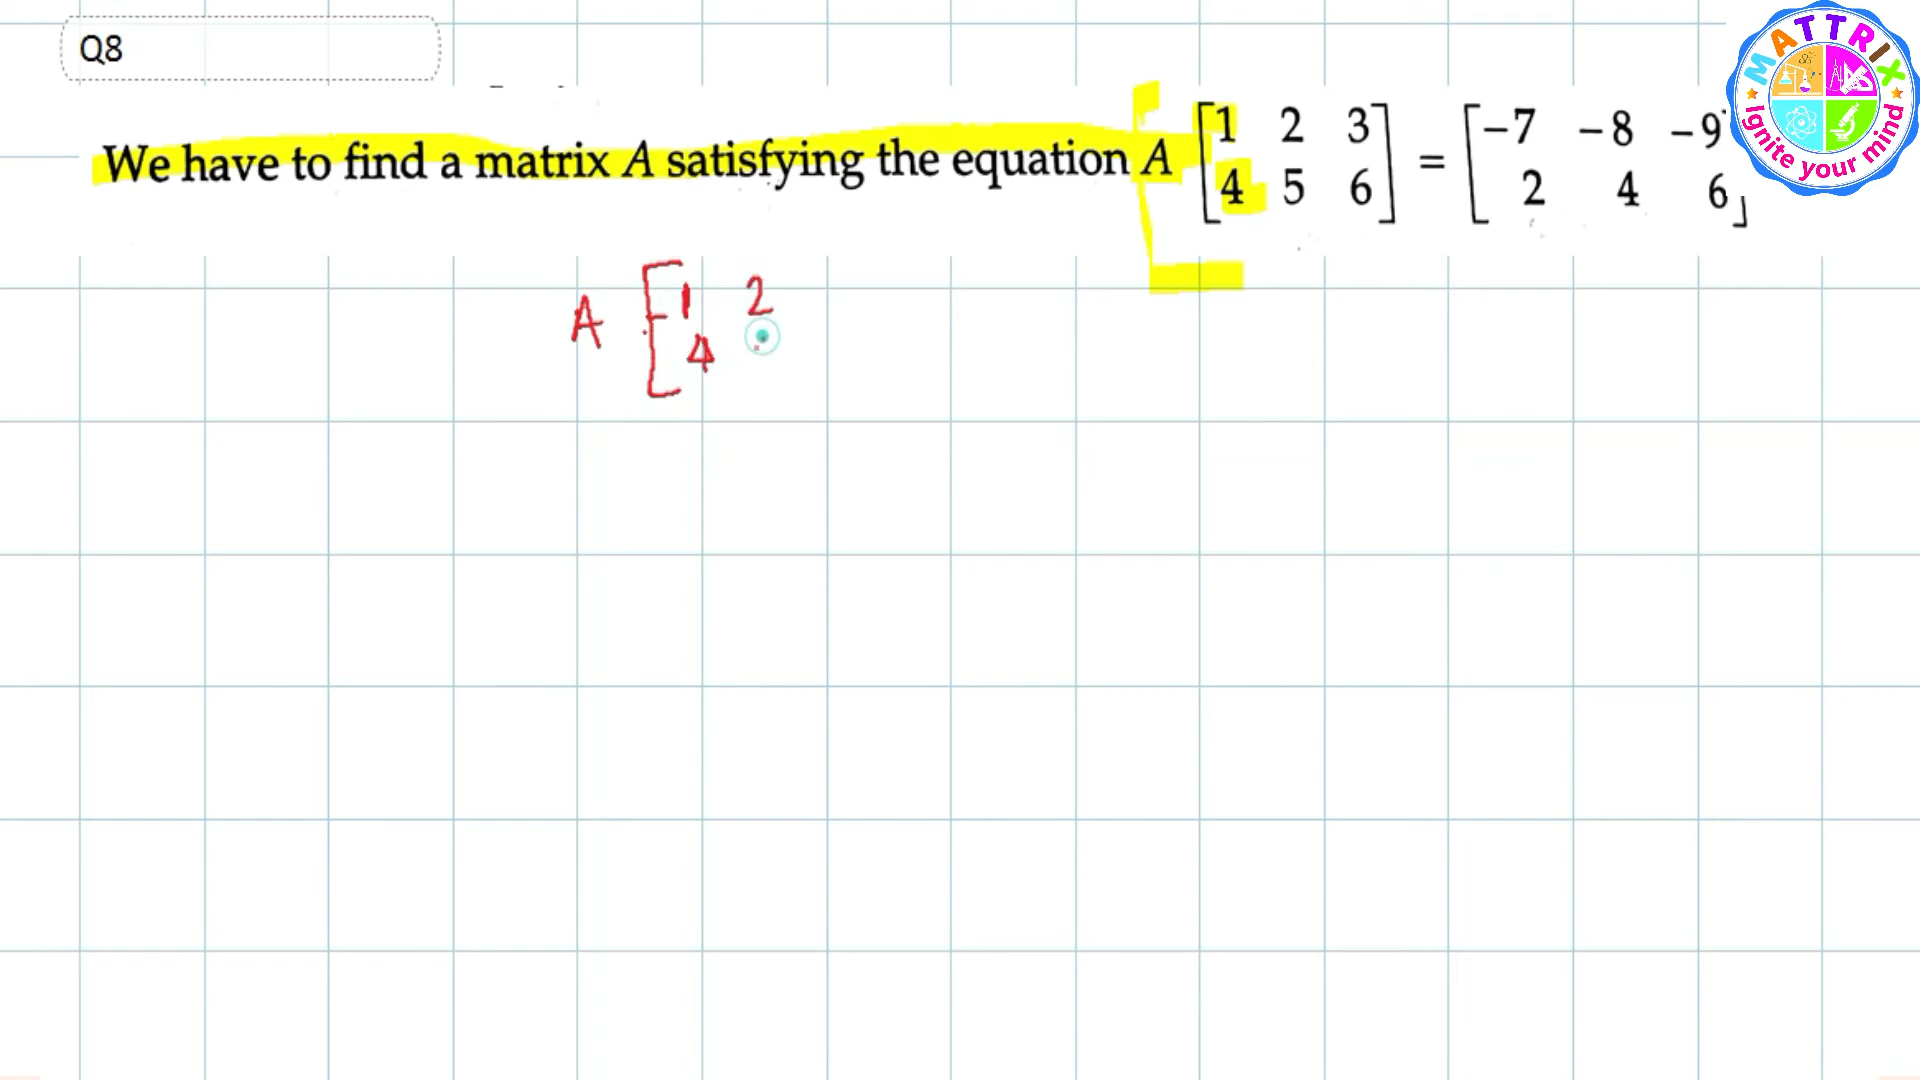 Q8
We have to find a matrix A satisfying the equation A [1 2 3] = [-7 -8 -9]
[4 5 6] [2 4 6]
A [1 2
4
MATTRIX
Ignite your mind